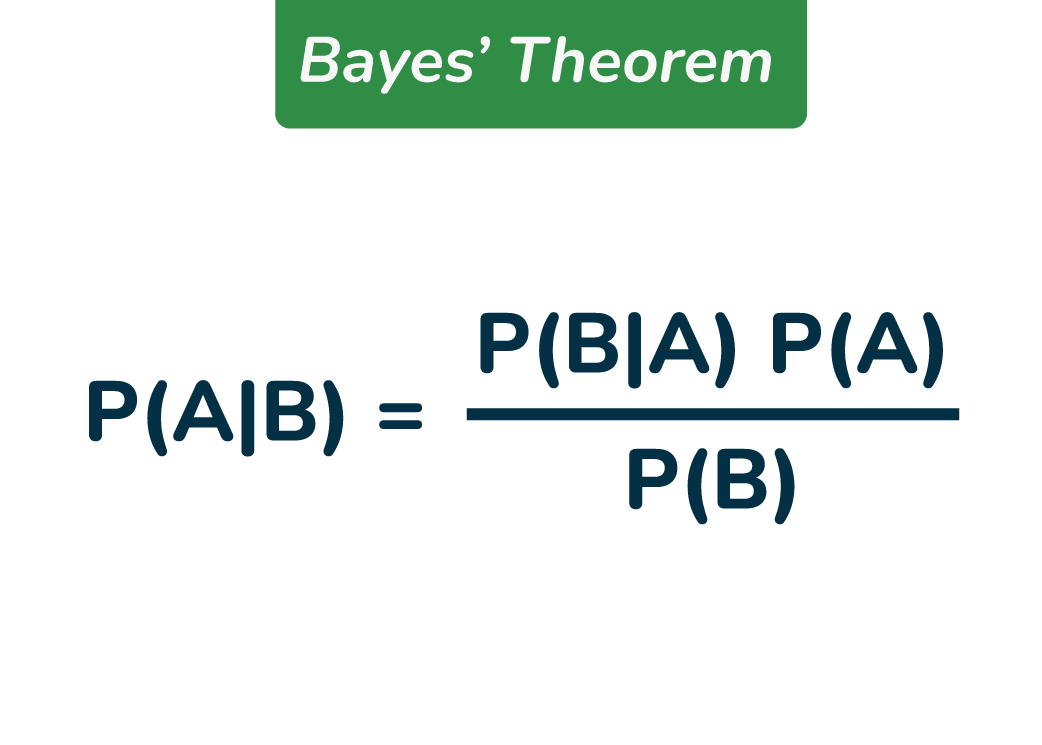 Bayes’ Theorem
P(B|A) P(A)
P(A|B) =
P(B)